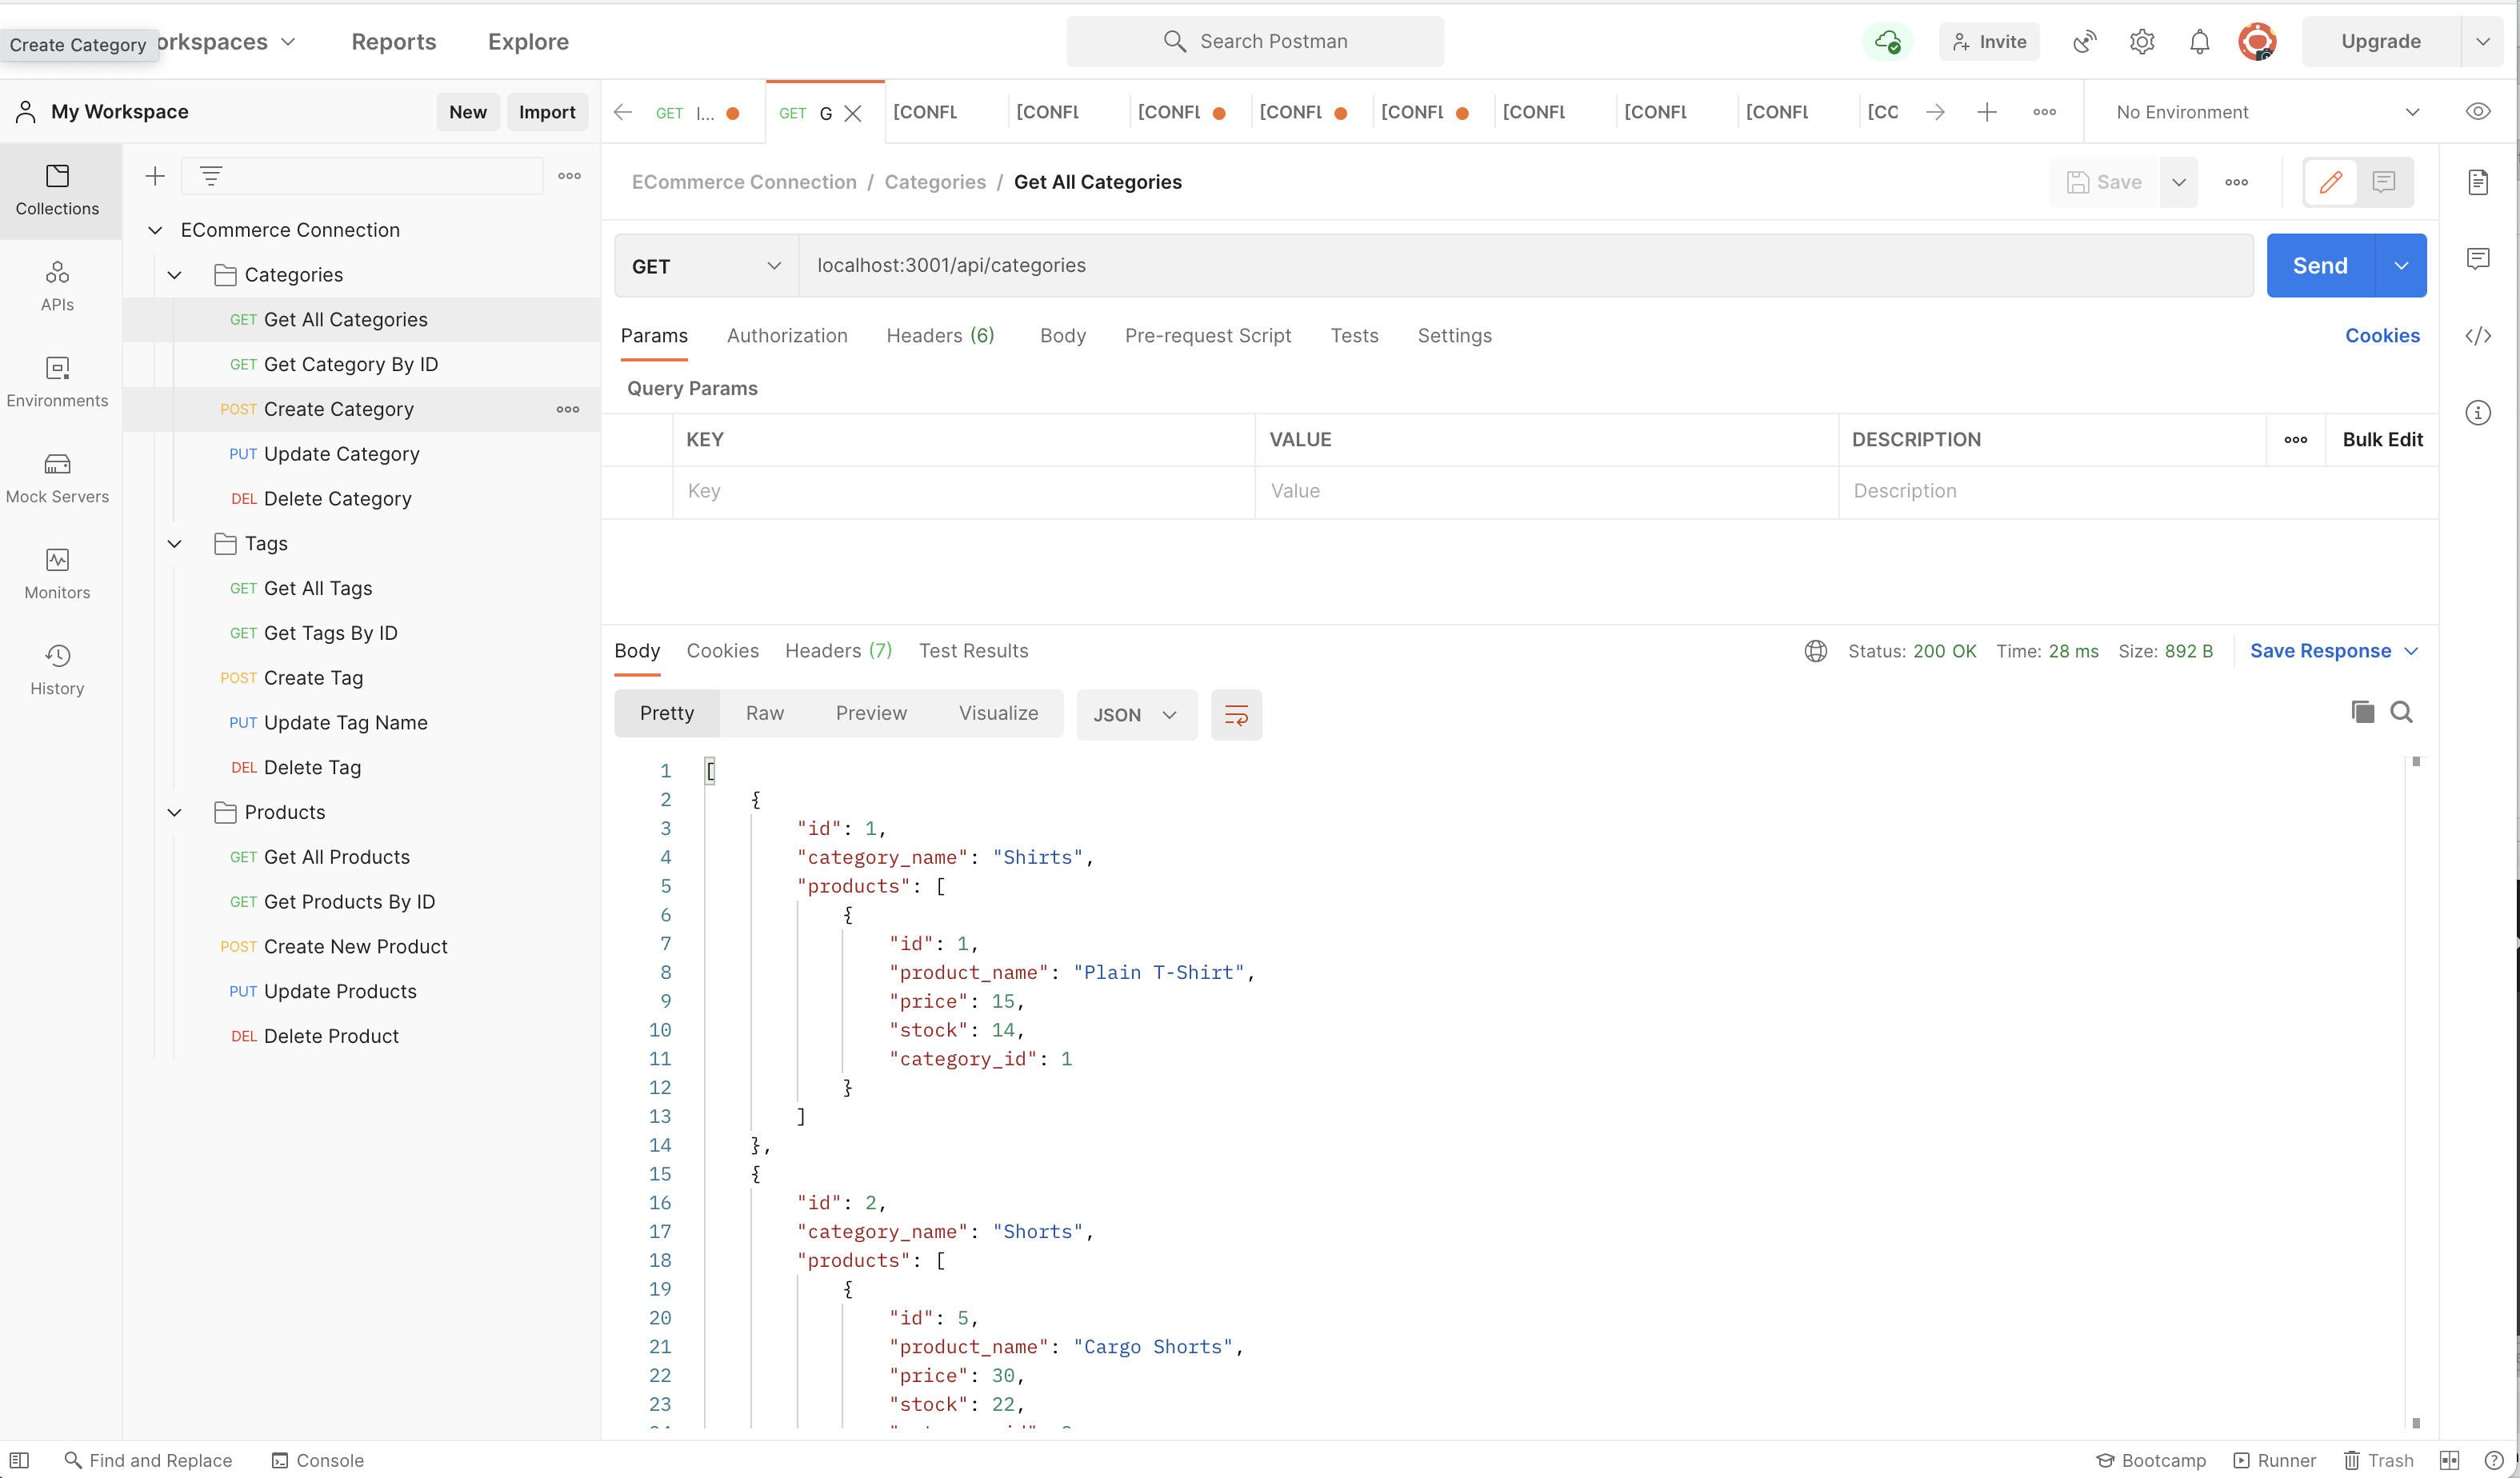 Create Category
orkspaces
Reports
Explore
Search Postman
Invite
Upgrade
My Workspace
New
Import
GET I...
GET G
[CONFL
[CONFL
[CONFL
[CONFL
[CONFL
[CONFL
[CONFL
[CONFL
[CC
No Environment
Collections
APIs
Environments
Mock Servers
Monitors
History
ECommerce Connection
Categories
GET Get All Categories
GET Get Category By ID
POST Create Category
PUT Update Category
DEL Delete Category
Tags
GET Get All Tags
GET Get Tags By ID
POST Create Tag
PUT Update Tag Name
DEL Delete Tag
Products
GET Get All Products
GET Get Products By ID
POST Create New Product
PUT Update Products
DEL Delete Product
ECommerce Connection / Categories / Get All Categories
Save
GET
localhost:3001/api/categories
Send
Params
Authorization
Headers (6)
Body
Pre-request Script
Tests
Settings
Cookies
Query Params
KEY
VALUE
DESCRIPTION
Bulk Edit
Key
Value
Description
Body
Cookies
Headers (7)
Test Results
Status: 200 OK
Time: 28 ms
Size: 892 B
Save Response
Pretty
Raw
Preview
Visualize
JSON
1 [
2 {
3 "id": 1,
4 "category_name": "Shirts",
5 "products": [
6 {
7 "id": 1,
8 "product_name": "Plain T-Shirt",
9 "price": 15,
10 "stock": 14,
11 "category_id": 1
12 }
13 ]
14 },
15 {
16 "id": 2,
17 "category_name": "Shorts",
18 "products": [
19 {
20 "id": 5,
21 "product_name": "Cargo Shorts",
22 "price": 30,
23 "stock": 22,
Find and Replace
Console
Bootcamp
Runner
Trash